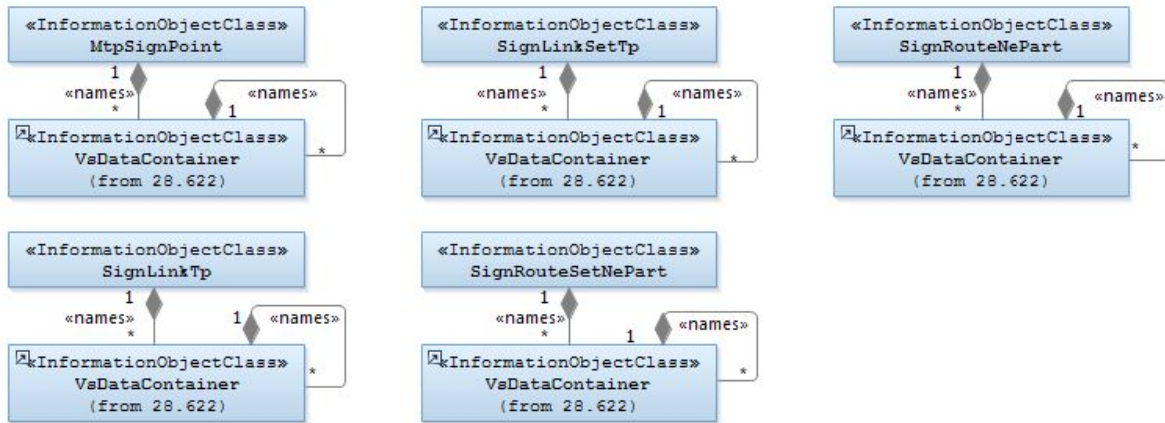 «InformationObjectClass»
MtpSignPoint
1
«names»
*
«names»
1
*
«InformationObjectClass»
VsDataContainer
(from 28.622)
«InformationObjectClass»
SignLinkSetTp
1
«names»
*
«names»
1
*
«InformationObjectClass»
VsDataContainer
(from 28.622)
«InformationObjectClass»
SignRouteNePart
1
«names»
*
«names»
1
*
«InformationObjectClass»
VsDataContainer
(from 28.622)
«InformationObjectClass»
SignLinkTp
1
«names»
*
1
«names»
*
«InformationObjectClass»
VsDataContainer
(from 28.622)
«InformationObjectClass»
SignRouteSetNePart
1
«names»
*
«names»
1
*
«InformationObjectClass»
VsDataContainer
(from 28.622)